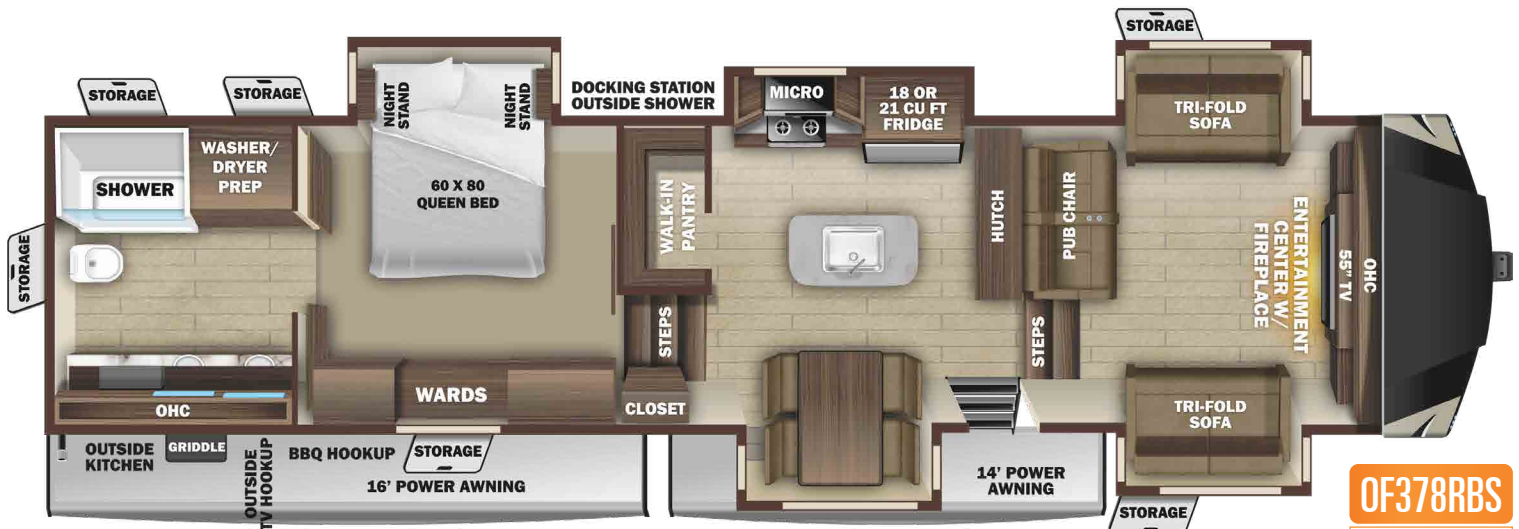 STORAGE
STORAGE
STORAGE
STORAGE
SHOWER
WASHER/
DRYER
PREP
NIGHT
STAND
NIGHT
STAND
60 X 80
QUEEN BED
DOCKING STATION
OUTSIDE SHOWER
MICRO
18 OR
21 CU FT
FRIDGE
WALK-IN
PANTRY
HUTCH
PUB CHAIR
TRI-FOLD
SOFA
ENTERTAINMENT
CENTER W/
FIREPLACE
55" TV
OHC
STEPS
STEPS
OHC
WARDS
CLOSET
TRI-FOLD
SOFA
OUTSIDE
KITCHEN
GRIDDLE
OUTSIDE
TV HOOKUP
BBQ HOOKUP
STORAGE
16' POWER AWNING
14' POWER
AWNING
STORAGE
OF378RBS